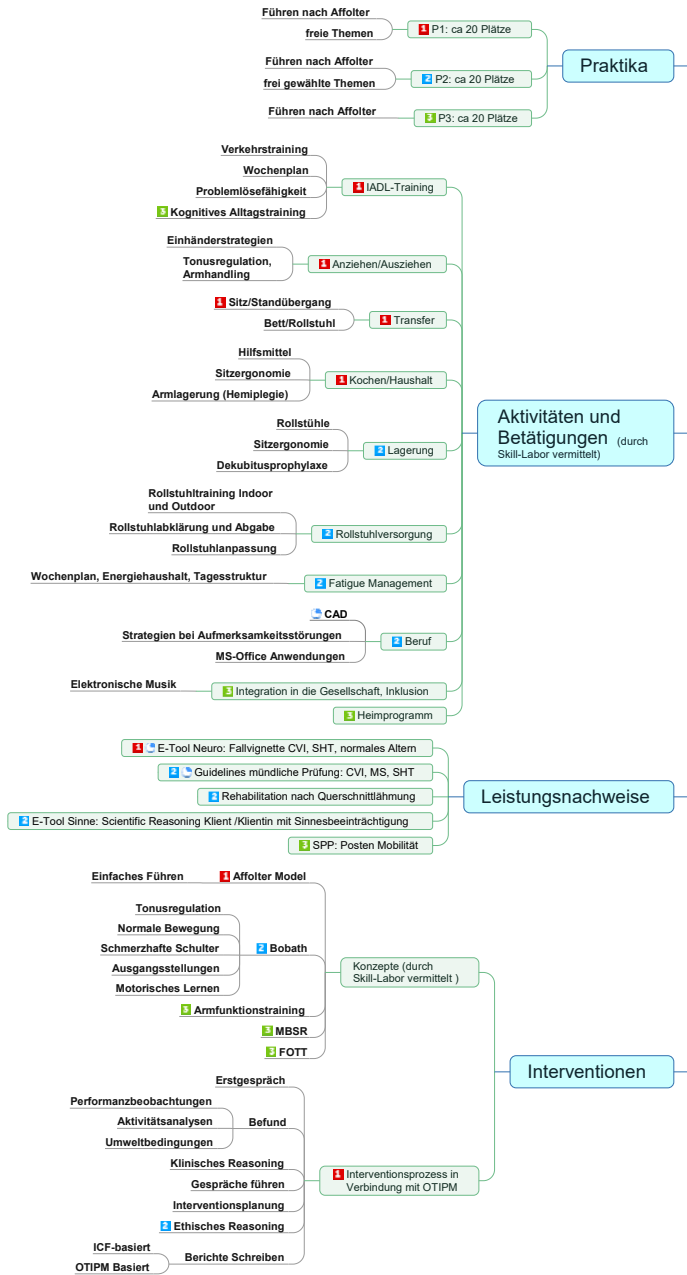 Führen nach Affolter
freie Themen
1 P1: ca 20 Plätze
Praktika
Führen nach Affolter
frei gewählte Themen
2 P2: ca 20 Plätze
Führen nach Affolter
3 P3: ca 20 Plätze
Verkehrstraining
Wochenplan
Problemlösefähigkeit
3 Kognitives Alltagstraining
1 IADL-Training
Einhänderstrategien
Tonusregulation,
Armhandling
1 Anziehen/Ausziehen
1 Sitz/Standübergang
Bett/Rollstuhl
1 Transfer
Hilfsmittel
Sitzergonomie
Armlagerung (Hemiplegie)
1 Kochen/Haushalt
Aktivitäten und
Betätigungen (durch
Skill-Labor vermittelt)
Rollstühle
Sitzergonomie
Dekubitusprophylaxe
2 Lagerung
Rollstuhltraining Indoor
und Outdoor
Rollstuhlabklärung und Abgabe
Rollstuhlanpassung
2 Rollstuhlversorgung
Wochenplan, Energiehaushalt, Tagesstruktur
2 Fatigue Management
CAD
Strategien bei Aufmerksamkeitsstörungen
MS-Office Anwendungen
2 Beruf
Elektronische Musik
3 Integration in die Gesellschaft, Inklusion
3 Heimprogramm
1 E-Tool Neuro: Fallvignette CVI, SHT, normales Altern
2 Guidelines mündliche Prüfung: CVI, MS, SHT
2 Rehabilitation nach Querschnittlähmung
Leistungsnachweise
2 E-Tool Sinne: Scientific Reasoning Klient /Klientin mit Sinnesbeeinträchtigung
3 SPP: Posten Mobilität
Einfaches Führen
1 Affolter Model
Tonusregulation
Normale Bewegung
Schmerzhafte Schulter
Ausgangsstellungen
Motorisches Lernen
2 Bobath
3 Armfunktionstraining
3 MBSR
3 FOTT
Konzepte (durch
Skill-Labor vermittelt )
Interventionen
Erstgespräch
Performanzbeobachtungen
Aktivitätsanalysen
Umweltbedingungen
Befund
Klinisches Reasoning
Gespräche führen
Interventionsplanung
2 Ethisches Reasoning
ICF-basiert
OTIPM Basiert
Berichte Schreiben
1 Interventionsprozess in
Verbindung mit OTIPM